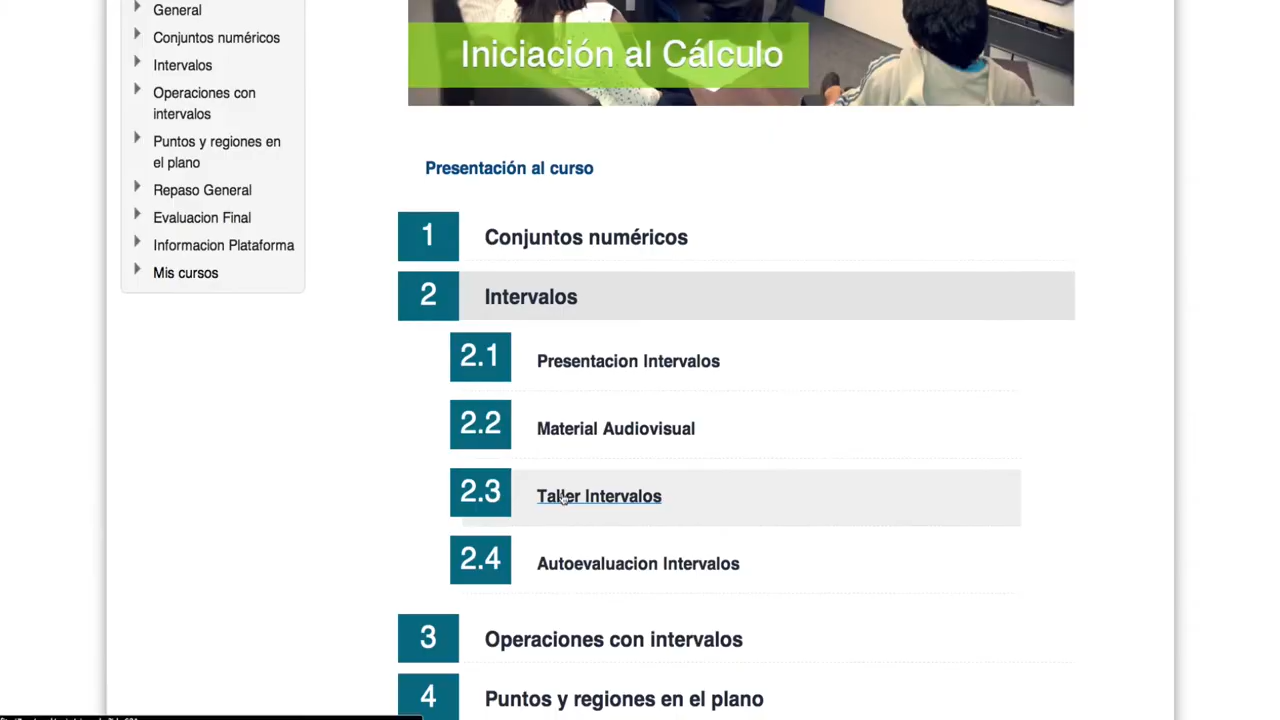 General
Conjuntos numéricos
Intervalos
Operaciones con
intervalos
Puntos y regiones en
el plano
Repaso General
Evaluacion Final
Informacion Plataforma
Mis cursos
Iniciación al Cálculo
Presentación al curso
1 Conjuntos numéricos
2 Intervalos
2.1 Presentacion Intervalos
2.2 Material Audiovisual
2.3 Taller Intervalos
2.4 Autoevaluacion Intervalos
3 Operaciones con intervalos
4 Puntos y regiones en el plano